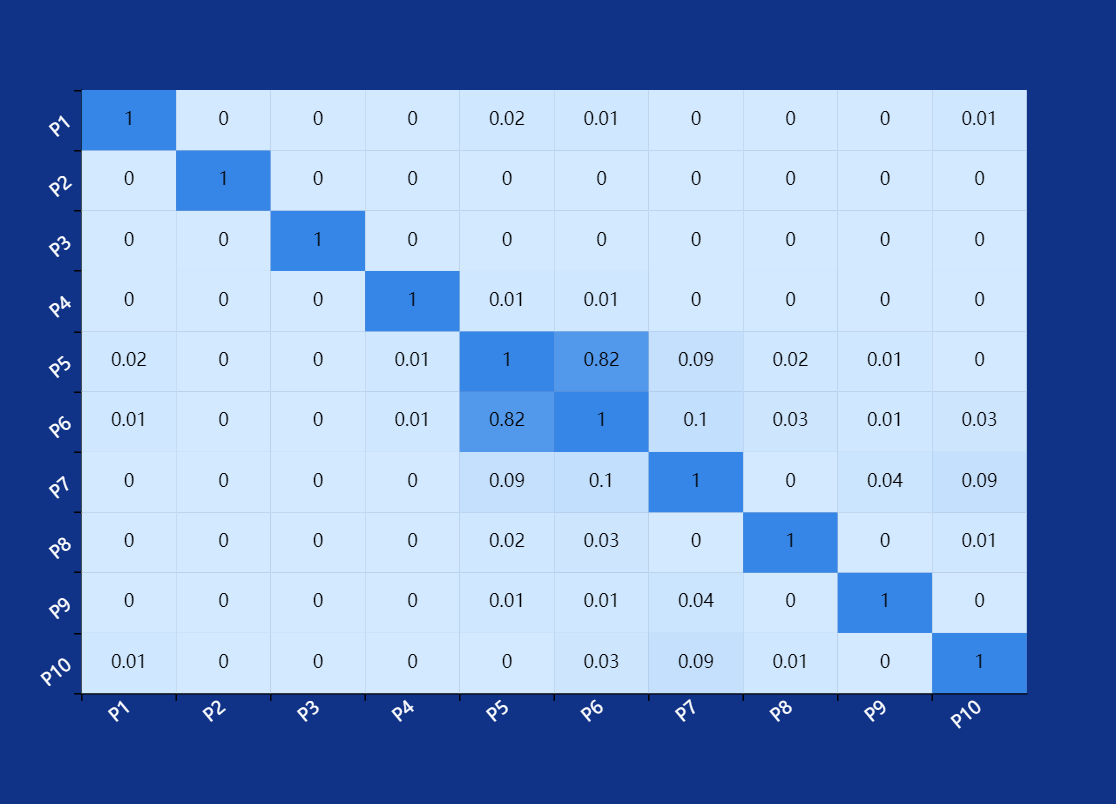 P1 1 0 0 0 0.02 0.01 0 0 0 0.01
P2 0 1 0 0 0 0 0 0 0 0
P3 0 0 1 0 0 0 0 0 0 0
P4 0 0 0 1 0.01 0.01 0 0 0 0
P5 0.02 0 0 0.01 1 0.82 0.09 0.02 0.01 0
P6 0.01 0 0 0.01 0.82 1 0.1 0.03 0.01 0.03
P7 0 0 0 0 0.09 0.1 1 0 0.04 0.09
P8 0 0 0 0 0.02 0.03 0 1 0 0.01
P9 0 0 0 0 0.01 0.01 0.04 0 1 0
P10 0.01 0 0 0 0 0.03 0.09 0.01 0 1
P1 P2 P3 P4 P5 P6 P7 P8 P9 P10